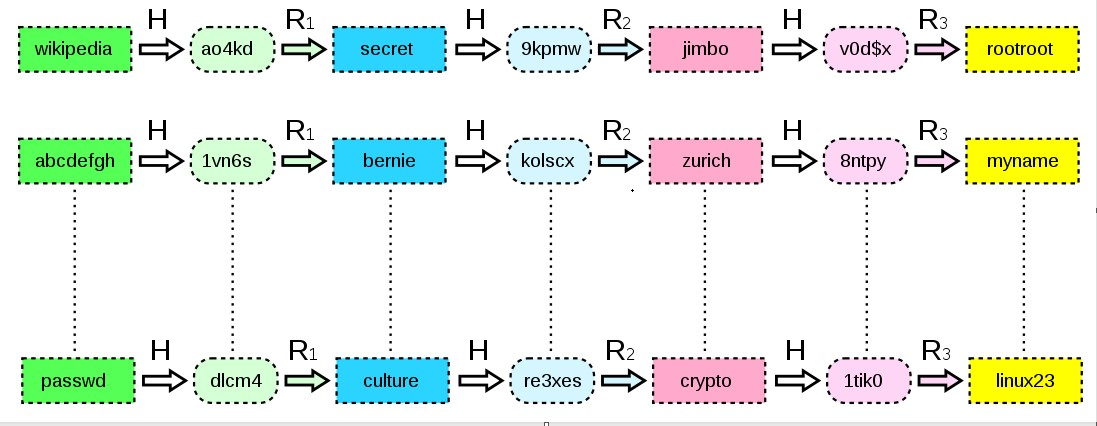 H R1 H R2 H R3
wikipedia ao4kd secret 9kpmw jimbo v0d$x rootroot
H R1 H R2 H R3
abcdefgh 1vn6s bernie kolscx zurich 8ntpy myname
H R1 H R2 H R3
passwd dlcm4 culture re3xes crypto 1tik0 linux23